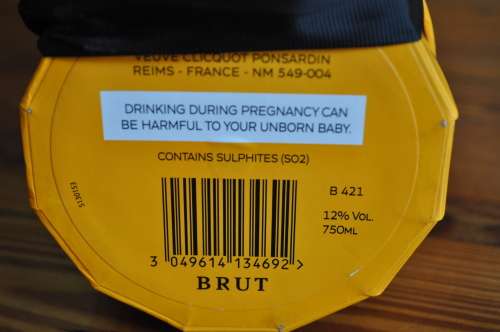 VEUVE CLICQUOT PONSARDIN
REIMS - FRANCE - NM 549-004
DRINKING DURING PREGNANCY CAN
BE HARMFUL TO YOUR UNBORN BABY.
CONTAINS SULPHITES (SO2)
B 421
12% VOL.
750ML
3 049614 134692 >
BRUT